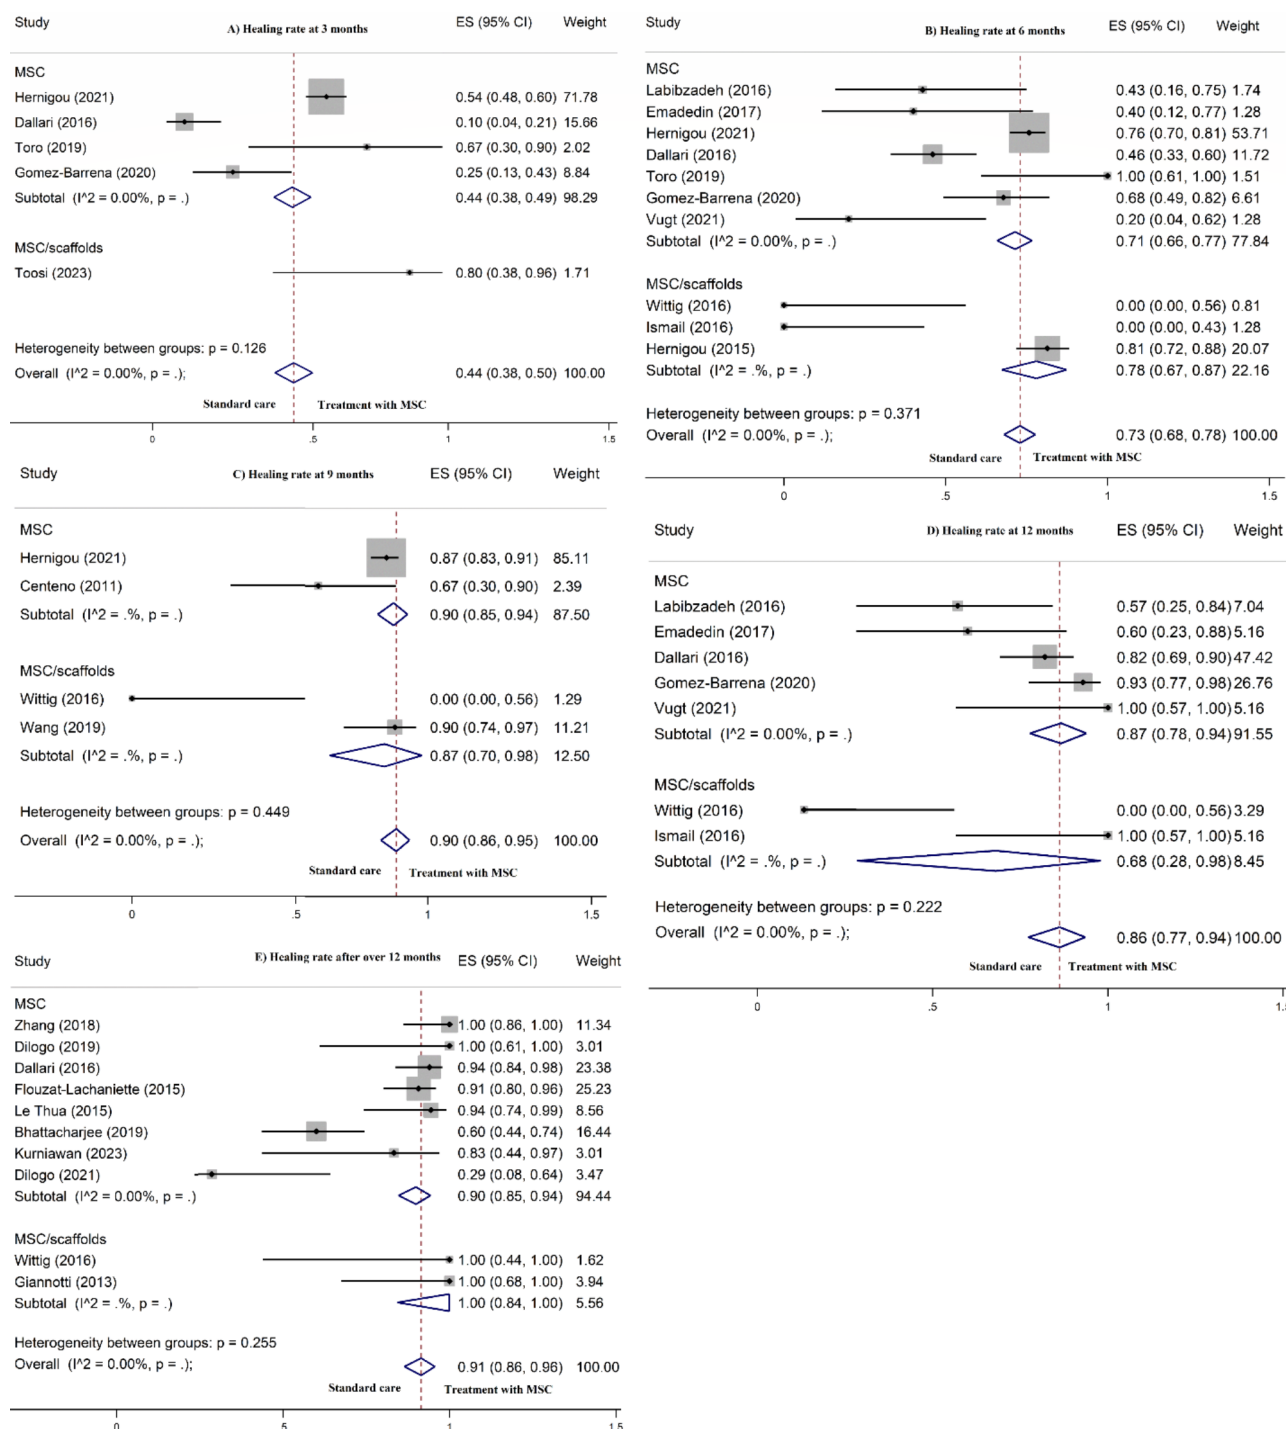 Study A) Healing rate at 3 months ES (95% CI) Weight
MSC
Hernigou (2021) 0.54 (0.48, 0.60) 71.78
Dallari (2016) 0.10 (0.04, 0.21) 15.66
Toro (2019) 0.67 (0.30, 0.90) 2.02
Gomez-Barrena (2020) 0.25 (0.13, 0.43) 8.84
Subtotal (I^2 = 0.00%, p = .) 0.44 (0.38, 0.49) 98.29
MSC/scaffolds
Toosi (2023) 0.80 (0.38, 0.96) 1.71
Heterogeneity between groups: p = 0.126
Overall (I^2 = 0.00%, p = .); 0.44 (0.38, 0.50) 100.00
Standard care Treatment with MSC
0 .5 1 1.5
Study B) Healing rate at 6 months ES (95% CI) Weight
MSC
Labibzadeh (2016) 0.43 (0.16, 0.75) 1.74
Emadedin (2017) 0.40 (0.12, 0.77) 1.28
Hernigou (2021) 0.76 (0.70, 0.81) 53.71
Dallari (2016) 0.46 (0.33, 0.60) 11.72
Toro (2019) 1.00 (0.61, 1.00) 1.51
Gomez-Barrena (2020) 0.68 (0.49, 0.82) 6.61
Vugt (2021) 0.20 (0.04, 0.62) 1.28
Subtotal (I^2 = 0.00%, p = .) 0.71 (0.66, 0.77) 77.84
MSC/scaffolds
Wittig (2016) 0.00 (0.00, 0.56) 0.81
Ismail (2016) 0.00 (0.00, 0.43) 1.28
Hernigou (2015) 0.81 (0.72, 0.88) 20.07
Subtotal (I^2 = .%, p = .) 0.78 (0.67, 0.87) 22.16
Heterogeneity between groups: p = 0.371
Overall (I^2 = 0.00%, p = .); 0.73 (0.68, 0.78) 100.00
Standard care Treatment with MSC
0 .5 1 1.5
Study C) Healing rate at 9 months ES (95% CI) Weight
MSC
Hernigou (2021) 0.87 (0.83, 0.91) 85.11
Centeno (2011) 0.67 (0.30, 0.90) 2.39
Subtotal (I^2 = .%, p = .) 0.90 (0.85, 0.94) 87.50
MSC/scaffolds
Wittig (2016) 0.00 (0.00, 0.56) 1.29
Wang (2019) 0.90 (0.74, 0.97) 11.21
Subtotal (I^2 = .%, p = .) 0.87 (0.70, 0.98) 12.50
Heterogeneity between groups: p = 0.449
Overall (I^2 = 0.00%, p = .); 0.90 (0.86, 0.95) 100.00
Standard care Treatment with MSC
0 .5 1 1.5
Study D) Healing rate at 12 months ES (95% CI) Weight
MSC
Labibzadeh (2016) 0.57 (0.25, 0.84) 7.04
Emadedin (2017) 0.60 (0.23, 0.88) 5.16
Dallari (2016) 0.82 (0.69, 0.90) 47.42
Gomez-Barrena (2020) 0.93 (0.77, 0.98) 26.76
Vugt (2021) 1.00 (0.57, 1.00) 5.16
Subtotal (I^2 = 0.00%, p = .) 0.87 (0.78, 0.94) 91.55
MSC/scaffolds
Wittig (2016) 0.00 (0.00, 0.56) 3.29
Ismail (2016) 1.00 (0.57, 1.00) 5.16
Subtotal (I^2 = .%, p = .) 0.68 (0.28, 0.98) 8.45
Heterogeneity between groups: p = 0.222
Overall (I^2 = 0.00%, p = .); 0.86 (0.77, 0.94) 100.00
Standard care Treatment with MSC
0 .5 1 1.5
Study E) Healing rate after over 12 months ES (95% CI) Weight
MSC
Zhang (2018) 1.00 (0.86, 1.00) 11.34
Dilogo (2019) 1.00 (0.61, 1.00) 3.01
Dallari (2016) 0.94 (0.84, 0.98) 23.38
Flouzat-Lachaniette (2015) 0.91 (0.80, 0.96) 25.23
Le Thua (2015) 0.94 (0.74, 0.99) 8.56
Bhattacharjee (2019) 0.60 (0.44, 0.74) 16.44
Kurniawan (2023) 0.83 (0.44, 0.97) 3.01
Dilogo (2021) 0.29 (0.08, 0.64) 3.47
Subtotal (I^2 = 0.00%, p = .) 0.90 (0.85, 0.94) 94.44
MSC/scaffolds
Wittig (2016) 1.00 (0.44, 1.00) 1.62
Giannotti (2013) 1.00 (0.68, 1.00) 3.94
Subtotal (I^2 = .%, p = .) 1.00 (0.84, 1.00) 5.56
Heterogeneity between groups: p = 0.255
Overall (I^2 = 0.00%, p = .); 0.91 (0.86, 0.96) 100.00
Standard care Treatment with MSC
0 .5 1 1.5